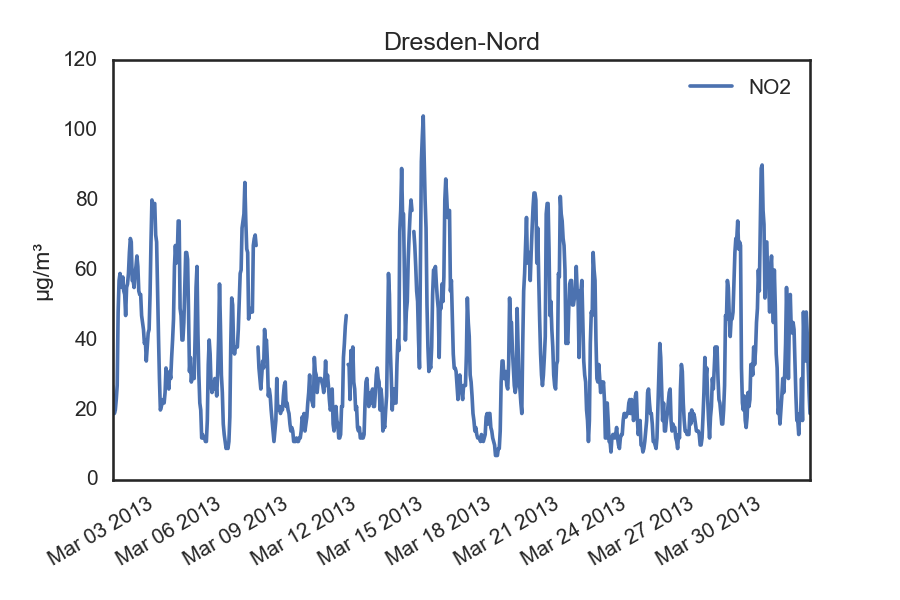 Dresden-Nord
120
100
80
60
40
20
0
µg/m³
NO2
Mar 03 2013
Mar 06 2013
Mar 09 2013
Mar 12 2013
Mar 15 2013
Mar 18 2013
Mar 21 2013
Mar 24 2013
Mar 27 2013
Mar 30 2013